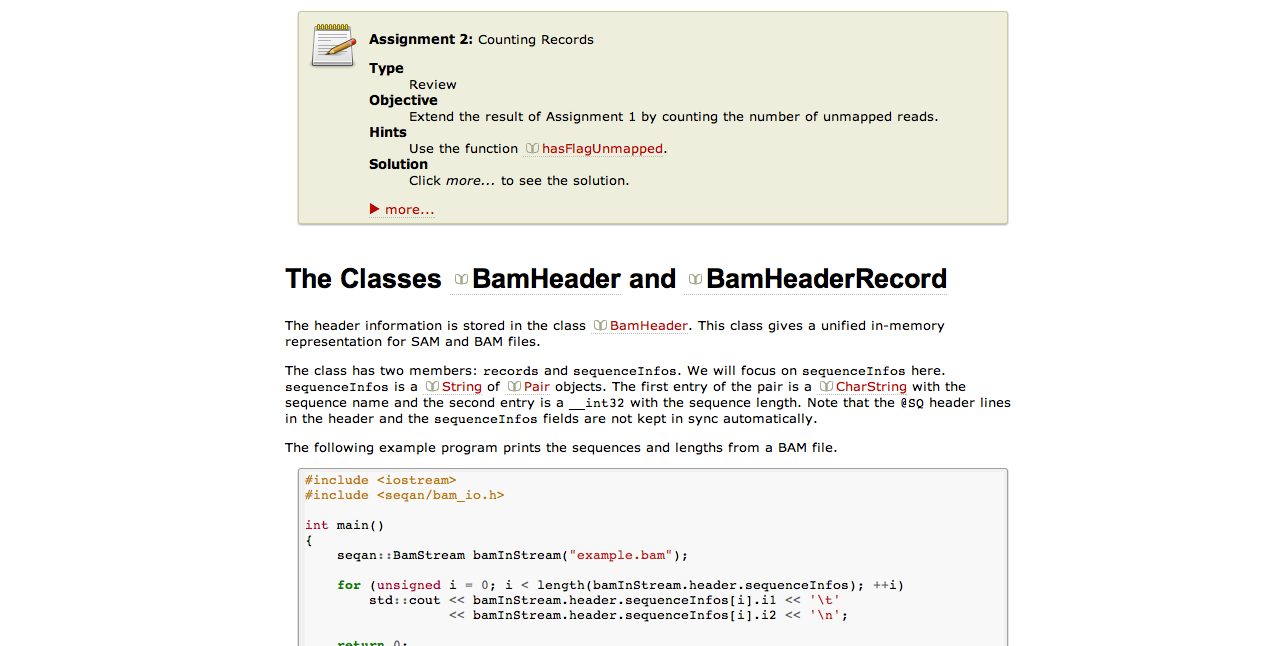 Assignment 2: Counting Records
Type
Review
Objective
Extend the result of Assignment 1 by counting the number of unmapped reads.
Hints
Use the function hasFlagUnmapped.
Solution
Click more... to see the solution.
▶ more...
The Classes BamHeader and BamHeaderRecord
The header information is stored in the class BamHeader. This class gives a unified in-memory
representation for SAM and BAM files.
The class has two members: records and sequenceInfos. We will focus on sequenceInfos here.
sequenceInfos is a String of Pair objects. The first entry of the pair is a CharString with the
sequence name and the second entry is a __int32 with the sequence length. Note that the @SQ header lines
in the header and the sequenceInfos fields are not kept in sync automatically.
The following example program prints the sequences and lengths from a BAM file.
#include <iostream>
#include <seqan/bam_io.h>
int main()
{
    seqan::BamStream bamInStream("example.bam");
    for (unsigned i = 0; i < length(bamInStream.header.sequenceInfos); ++i)
        std::cout << bamInStream.header.sequenceInfos[i].i1 << '\t'
                  << bamInStream.header.sequenceInfos[i].i2 << '\n';
    return 0;